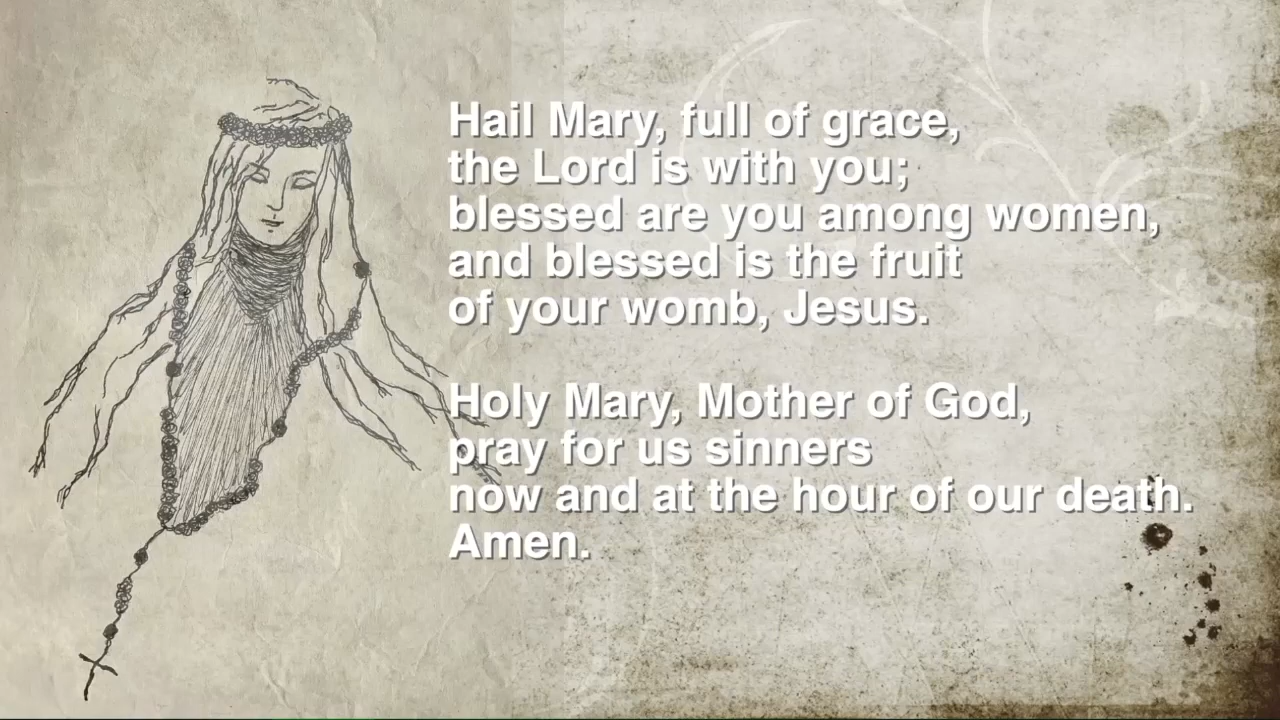 Hail Mary, full of grace,
the Lord is with you;
blessed are you among women,
and blessed is the fruit
of your womb, Jesus.
Holy Mary, Mother of God,
pray for us sinners
now and at the hour of our death.
Amen.